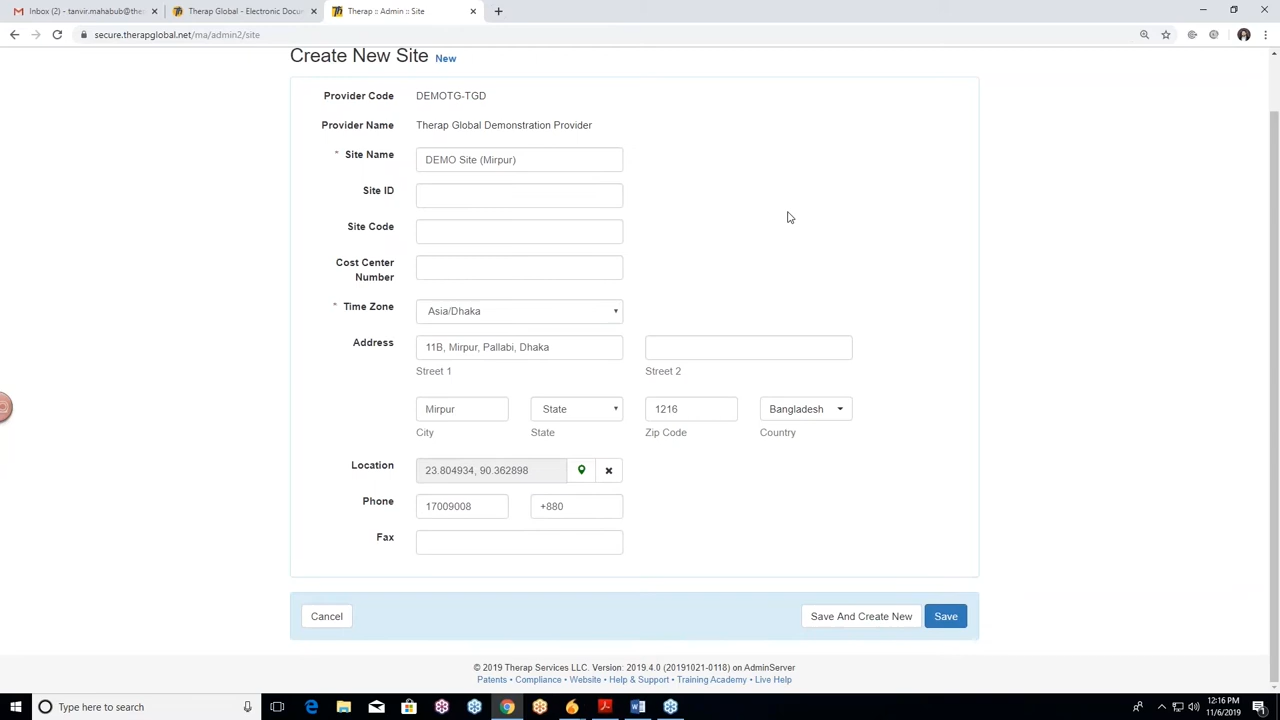 Inbox (70) - tanvir.mahabub@the
Therap Global - Electronic Docu
Therap :: Admin :: Site
secure.therapglobal.net/ma/admin2/site
Create New Site New
Provider Code DEMOTG-TGD
Provider Name Therap Global Demonstration Provider
* Site Name DEMO Site (Mirpur)
Site ID
Site Code
Cost Center
Number
* Time Zone Asia/Dhaka
Address 11B, Mirpur, Pallabi, Dhaka
Street 1 Street 2
Mirpur State 1216 Bangladesh
City State Zip Code Country
Location 23.804934, 90.362898
Phone 17009008 +880
Fax
Cancel Save And Create New Save
© 2019 Therap Services LLC. Version: 2019.4.0 (20191021-0118) on AdminServer
Patents • Compliance • Website • Help & Support • Training Academy • Live Help
Type here to search
12:16 PM
11/6/2019